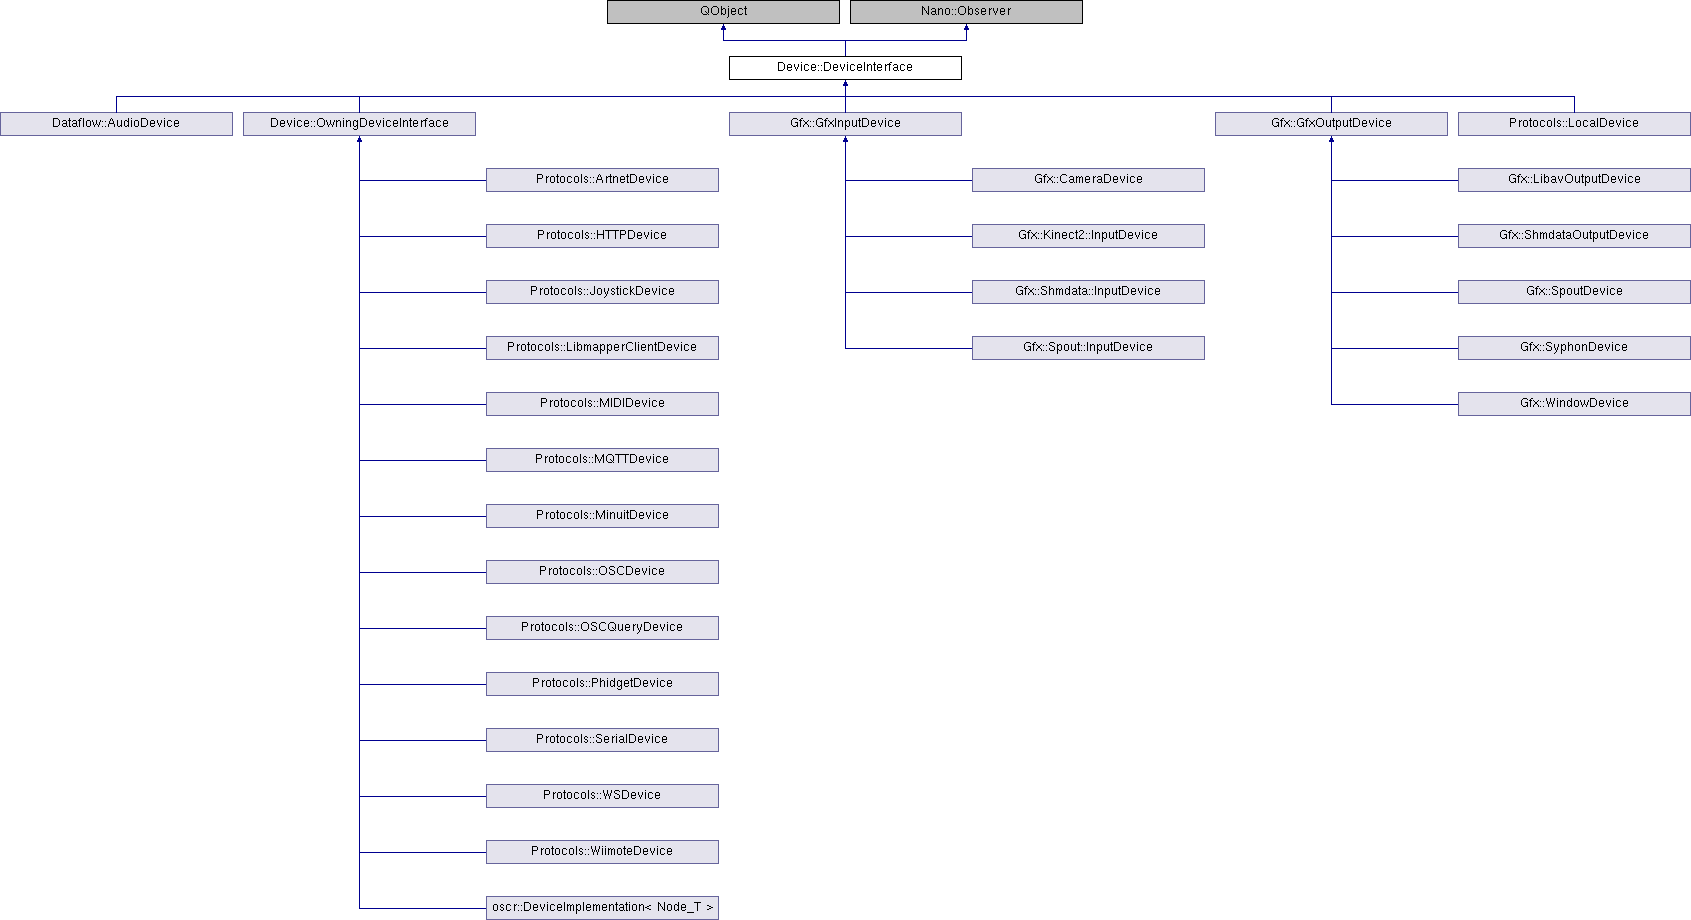 QObject
Nano::Observer
Device::DeviceInterface
Dataflow::AudioDevice
Device::OwningDeviceInterface
Gfx::GfxInputDevice
Gfx::GfxOutputDevice
Protocols::LocalDevice
Protocols::ArtnetDevice
Gfx::CameraDevice
Gfx::LibavOutputDevice
Protocols::HTTPDevice
Gfx::Kinect2::InputDevice
Gfx::ShmdataOutputDevice
Protocols::JoystickDevice
Gfx::Shmdata::InputDevice
Gfx::SpoutDevice
Protocols::LibmapperClientDevice
Gfx::Spout::InputDevice
Gfx::SyphonDevice
Protocols::MIDIDevice
Gfx::WindowDevice
Protocols::MQTTDevice
Protocols::MinuitDevice
Protocols::OSCDevice
Protocols::OSCQueryDevice
Protocols::PhidgetDevice
Protocols::SerialDevice
Protocols::WSDevice
Protocols::WiimoteDevice
oscr::DeviceImplementation< Node_T >